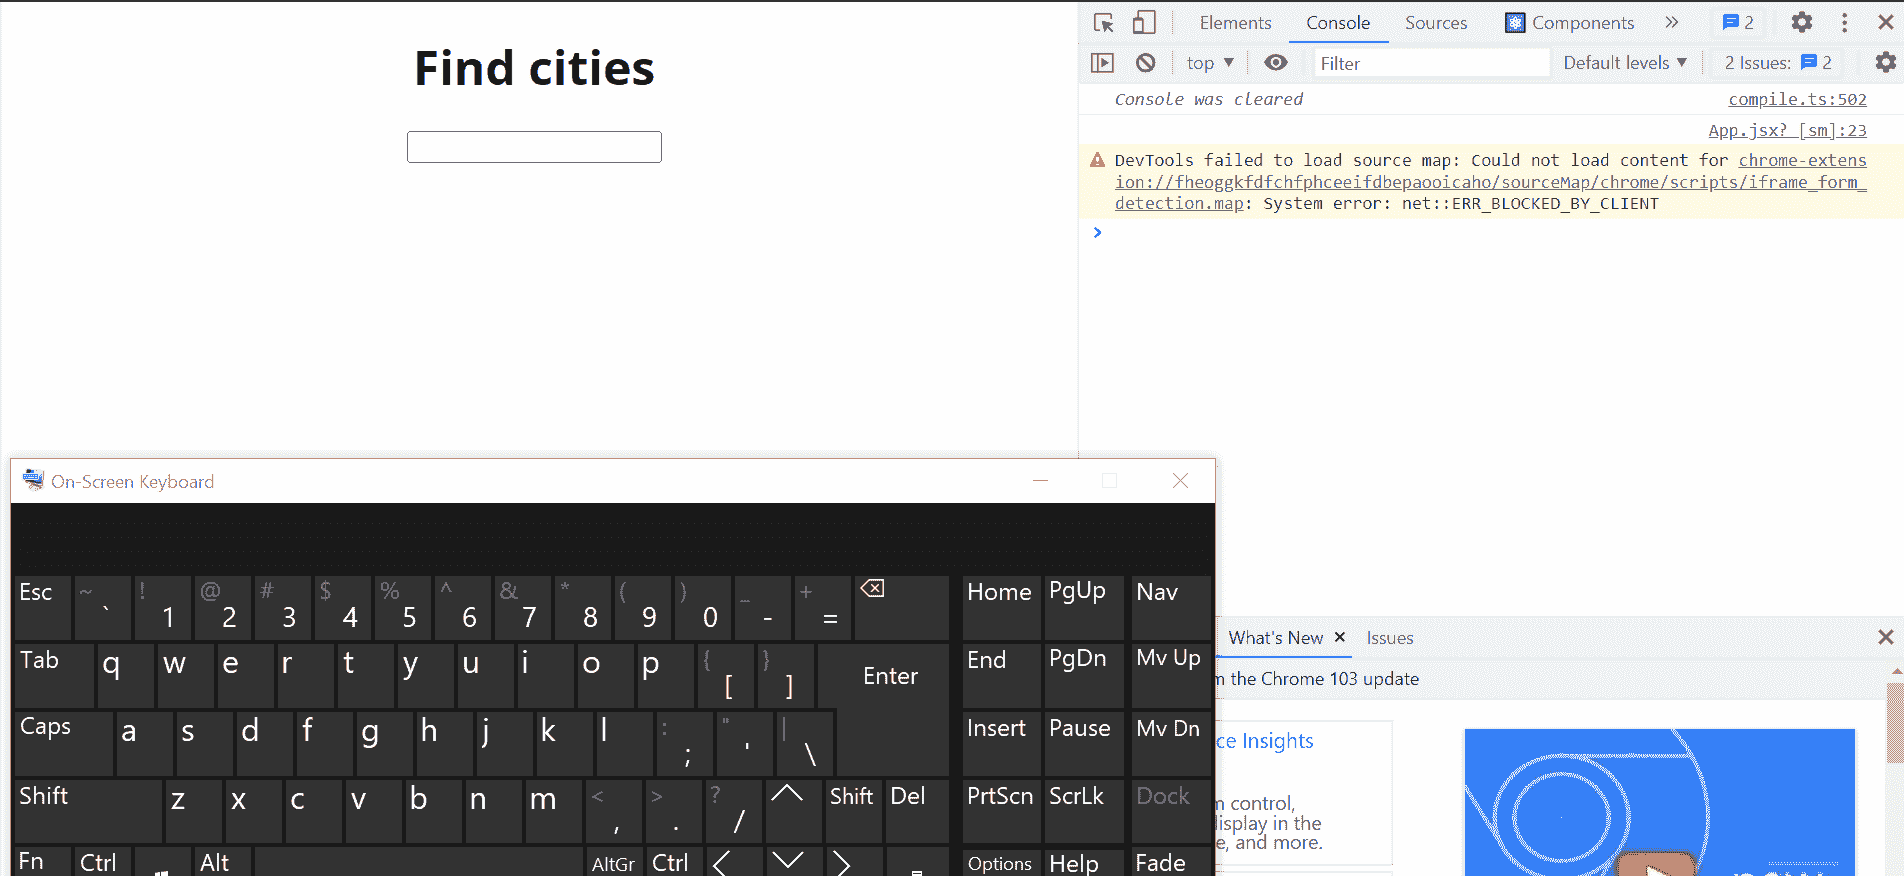 Find cities
Elements Console Sources Components 2
top Filter Default levels 2 Issues: 2
Console was cleared compile.ts:502
App.jsx? [sm]:23
DevTools failed to load source map: Could not load content for chrome-extens
ion://fheoggkfdfchfphceeifdbepaooicaho/sourceMap/chrome/scripts/iframe_form_
detection.map: System error: net::ERR_BLOCKED_BY_CLIENT
On-Screen Keyboard
Esc ~ ` ! 1 @ 2 # 3 $ 4 % 5 ^ 6 & 7 * 8 ( 9 ) 0 _ - + = Home PgUp Nav
Tab q w e r t y u i o p { [ } ] Enter End PgDn Mv Up
Caps a s d f g h j k l : ; " ' | \ Insert Pause Mv Dn
Shift z x c v b n m < , > . ? / Shift Del PrtScn ScrLk Dock
Fn Ctrl Alt AltGr Ctrl Options Help Fade
What's New Issues
the Chrome 103 update
Insights
control,
display in the
and more.